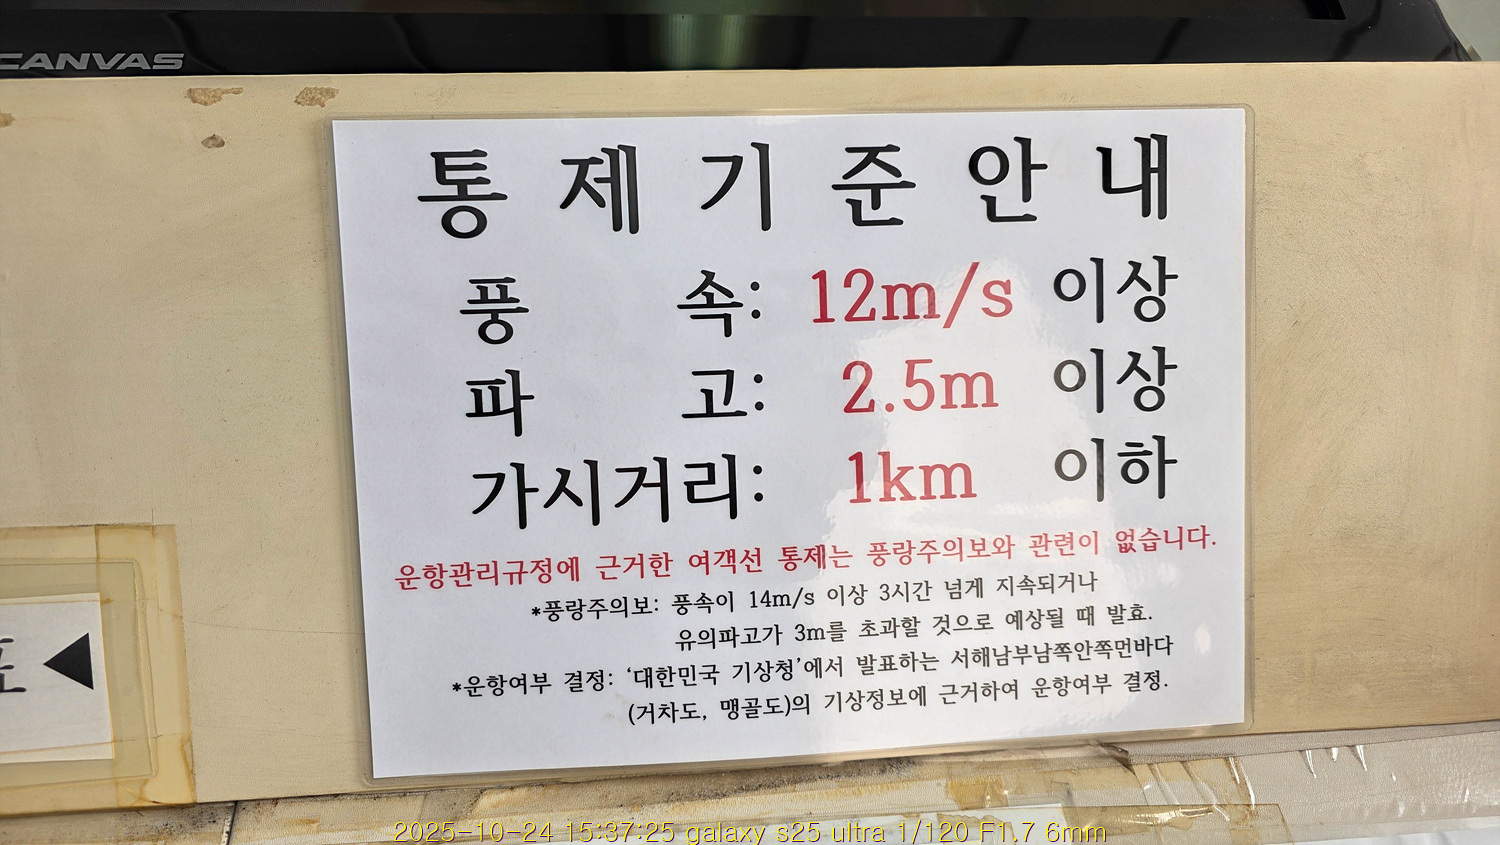 CANVAS
통제기준안내
풍 속: 12m/s 이상
파 고: 2.5m 이상
가시거리: 1km 이하
운항관리규정에 근거한 여객선 통제는 풍랑주의보와 관련이 없습니다.
*풍랑주의보: 풍속이 14m/s 이상 3시간 넘게 지속되거나
유의파고가 3m를 초과할 것으로 예상될 때 발효.
*운항여부 결정: ‘대한민국 기상청’에서 발표하는 서해남부남쪽안쪽먼바다
(거차도, 맹골도)의 기상정보에 근거하여 운항여부 결정.
2025-10-24 15:37:25 galaxy s25 ultra 1/120 F1.7 6mm